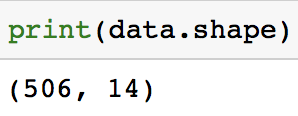 print(data.shape)
(506, 14)